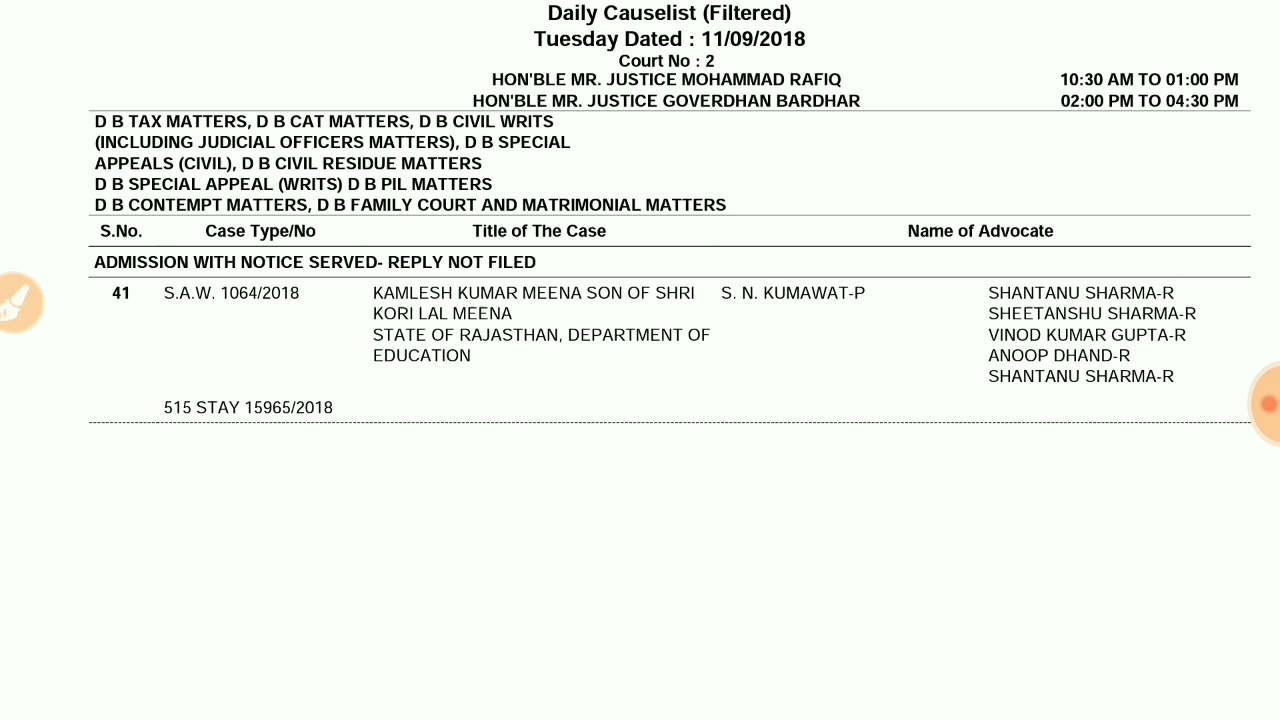 Daily Causelist (Filtered)
Tuesday Dated : 11/09/2018
Court No : 2
HON'BLE MR. JUSTICE MOHAMMAD RAFIQ 10:30 AM TO 01:00 PM
HON'BLE MR. JUSTICE GOVERDHAN BARDHAR 02:00 PM TO 04:30 PM
D B TAX MATTERS, D B CAT MATTERS, D B CIVIL WRITS
(INCLUDING JUDICIAL OFFICERS MATTERS), D B SPECIAL
APPEALS (CIVIL), D B CIVIL RESIDUE MATTERS
D B SPECIAL APPEAL (WRITS) D B PIL MATTERS
D B CONTEMPT MATTERS, D B FAMILY COURT AND MATRIMONIAL MATTERS
S.No. Case Type/No Title of The Case Name of Advocate
ADMISSION WITH NOTICE SERVED- REPLY NOT FILED
41 S.A.W. 1064/2018 KAMLESH KUMAR MEENA SON OF SHRI S. N. KUMAWAT-P SHANTANU SHARMA-R
KORI LAL MEENA SHEETANSHU SHARMA-R
STATE OF RAJASTHAN, DEPARTMENT OF VINOD KUMAR GUPTA-R
EDUCATION ANOOP DHAND-R
SHANTANU SHARMA-R
515 STAY 15965/2018